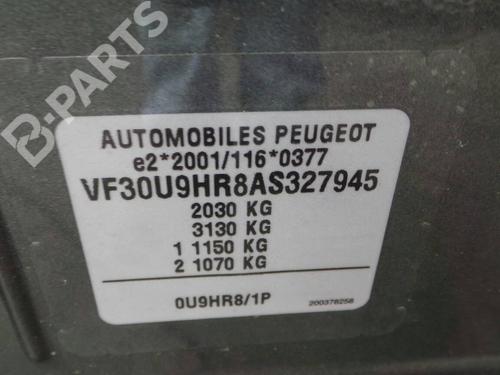 B-PARTS
AUTOMOBILES PEUGEOT
e2*2001/116*0377
VF30U9HR8AS327945
2030 KG
3130 KG
1 1150 KG
2 1070 KG
0U9HR8/1P
200378258